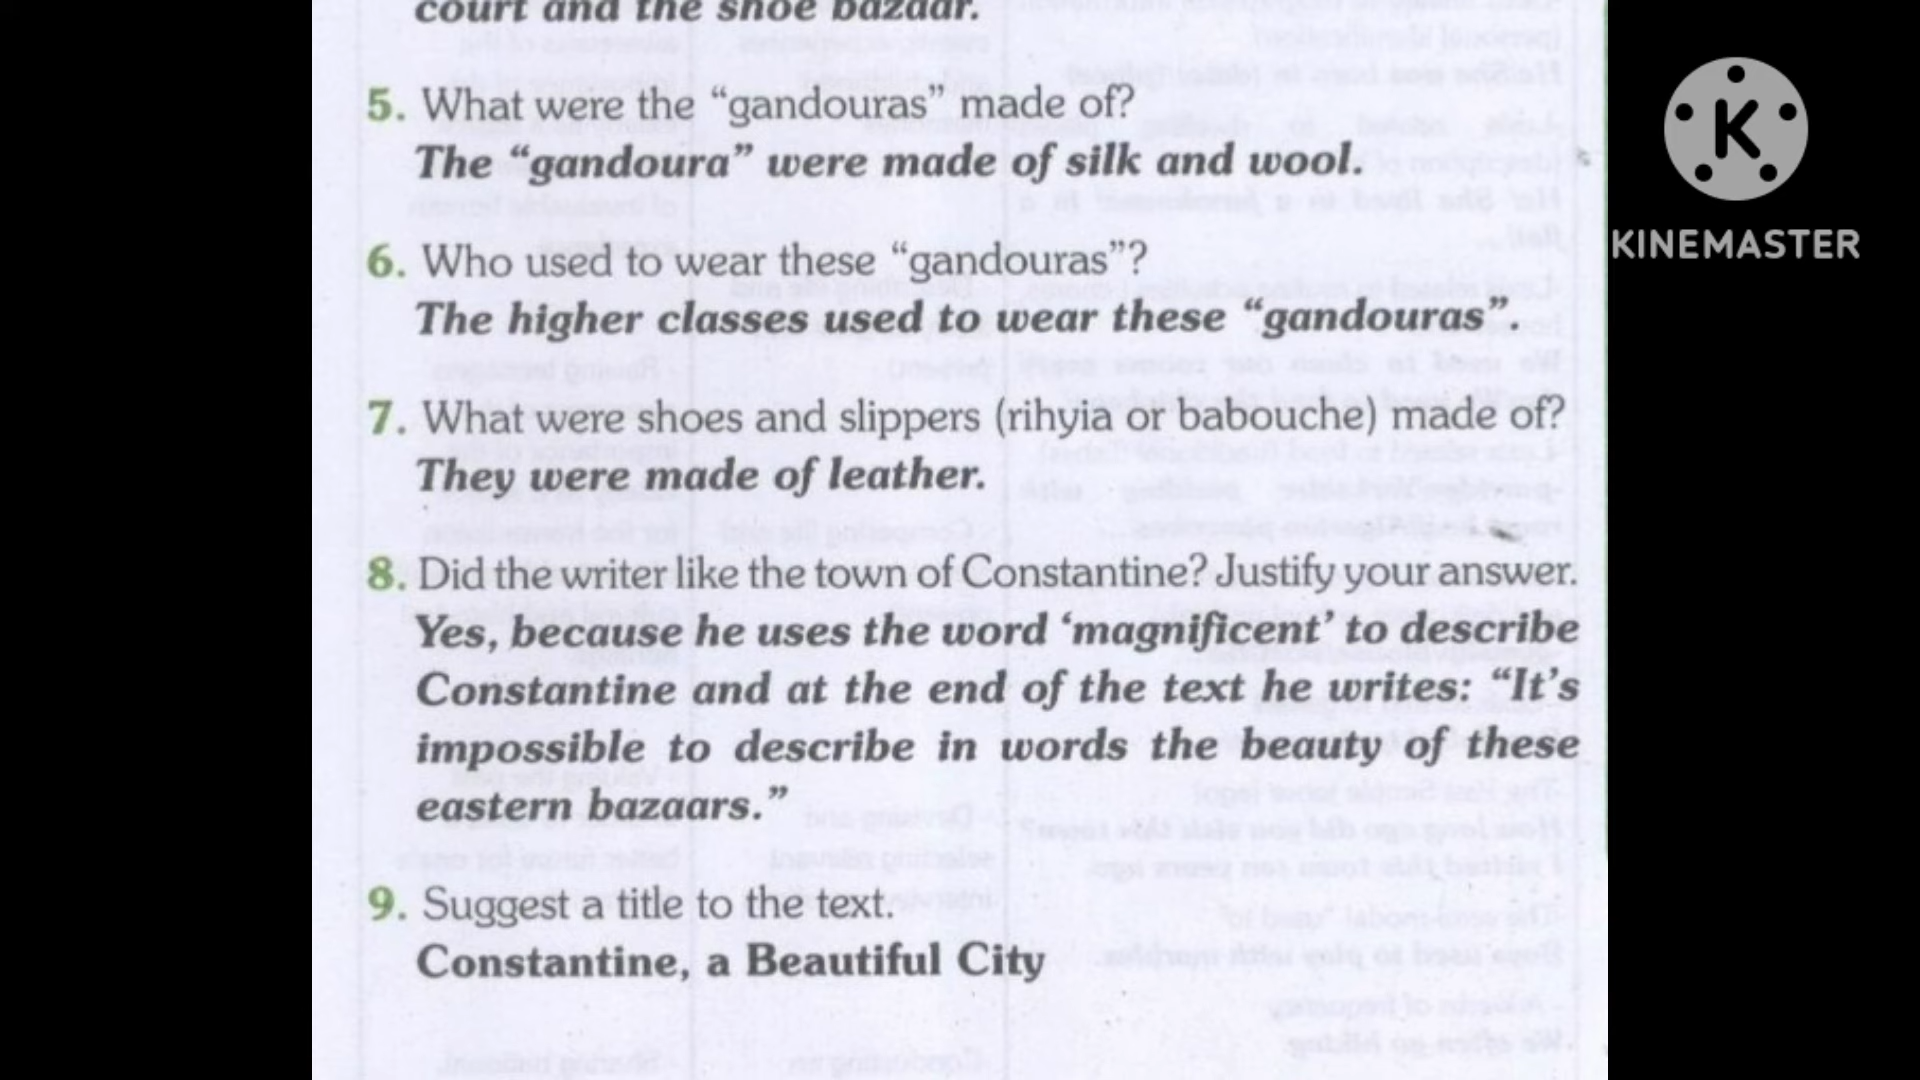 court and the shoe bazaar.
5. What were the “gandouras” made of?
The “gandoura” were made of silk and wool.
6. Who used to wear these “gandouras”?
The higher classes used to wear these “gandouras”.
7. What were shoes and slippers (rihyia or babouche) made of?
They were made of leather.
8. Did the writer like the town of Constantine? Justify your answer.
Yes, because he uses the word ‘magnificent’ to describe
Constantine and at the end of the text he writes: “It’s
impossible to describe in words the beauty of these
eastern bazaars.”
9. Suggest a title to the text.
Constantine, a Beautiful City
K
KINEMASTER